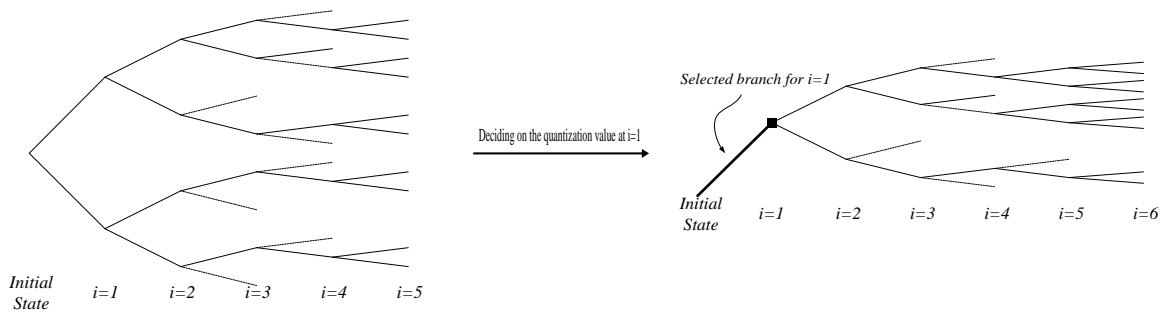 Initial
State
i=1
i=2
i=3
i=4
i=5
Deciding on the quantization value at i=1
Selected branch for i=1
Initial
State
i=1
i=2
i=3
i=4
i=5
i=6